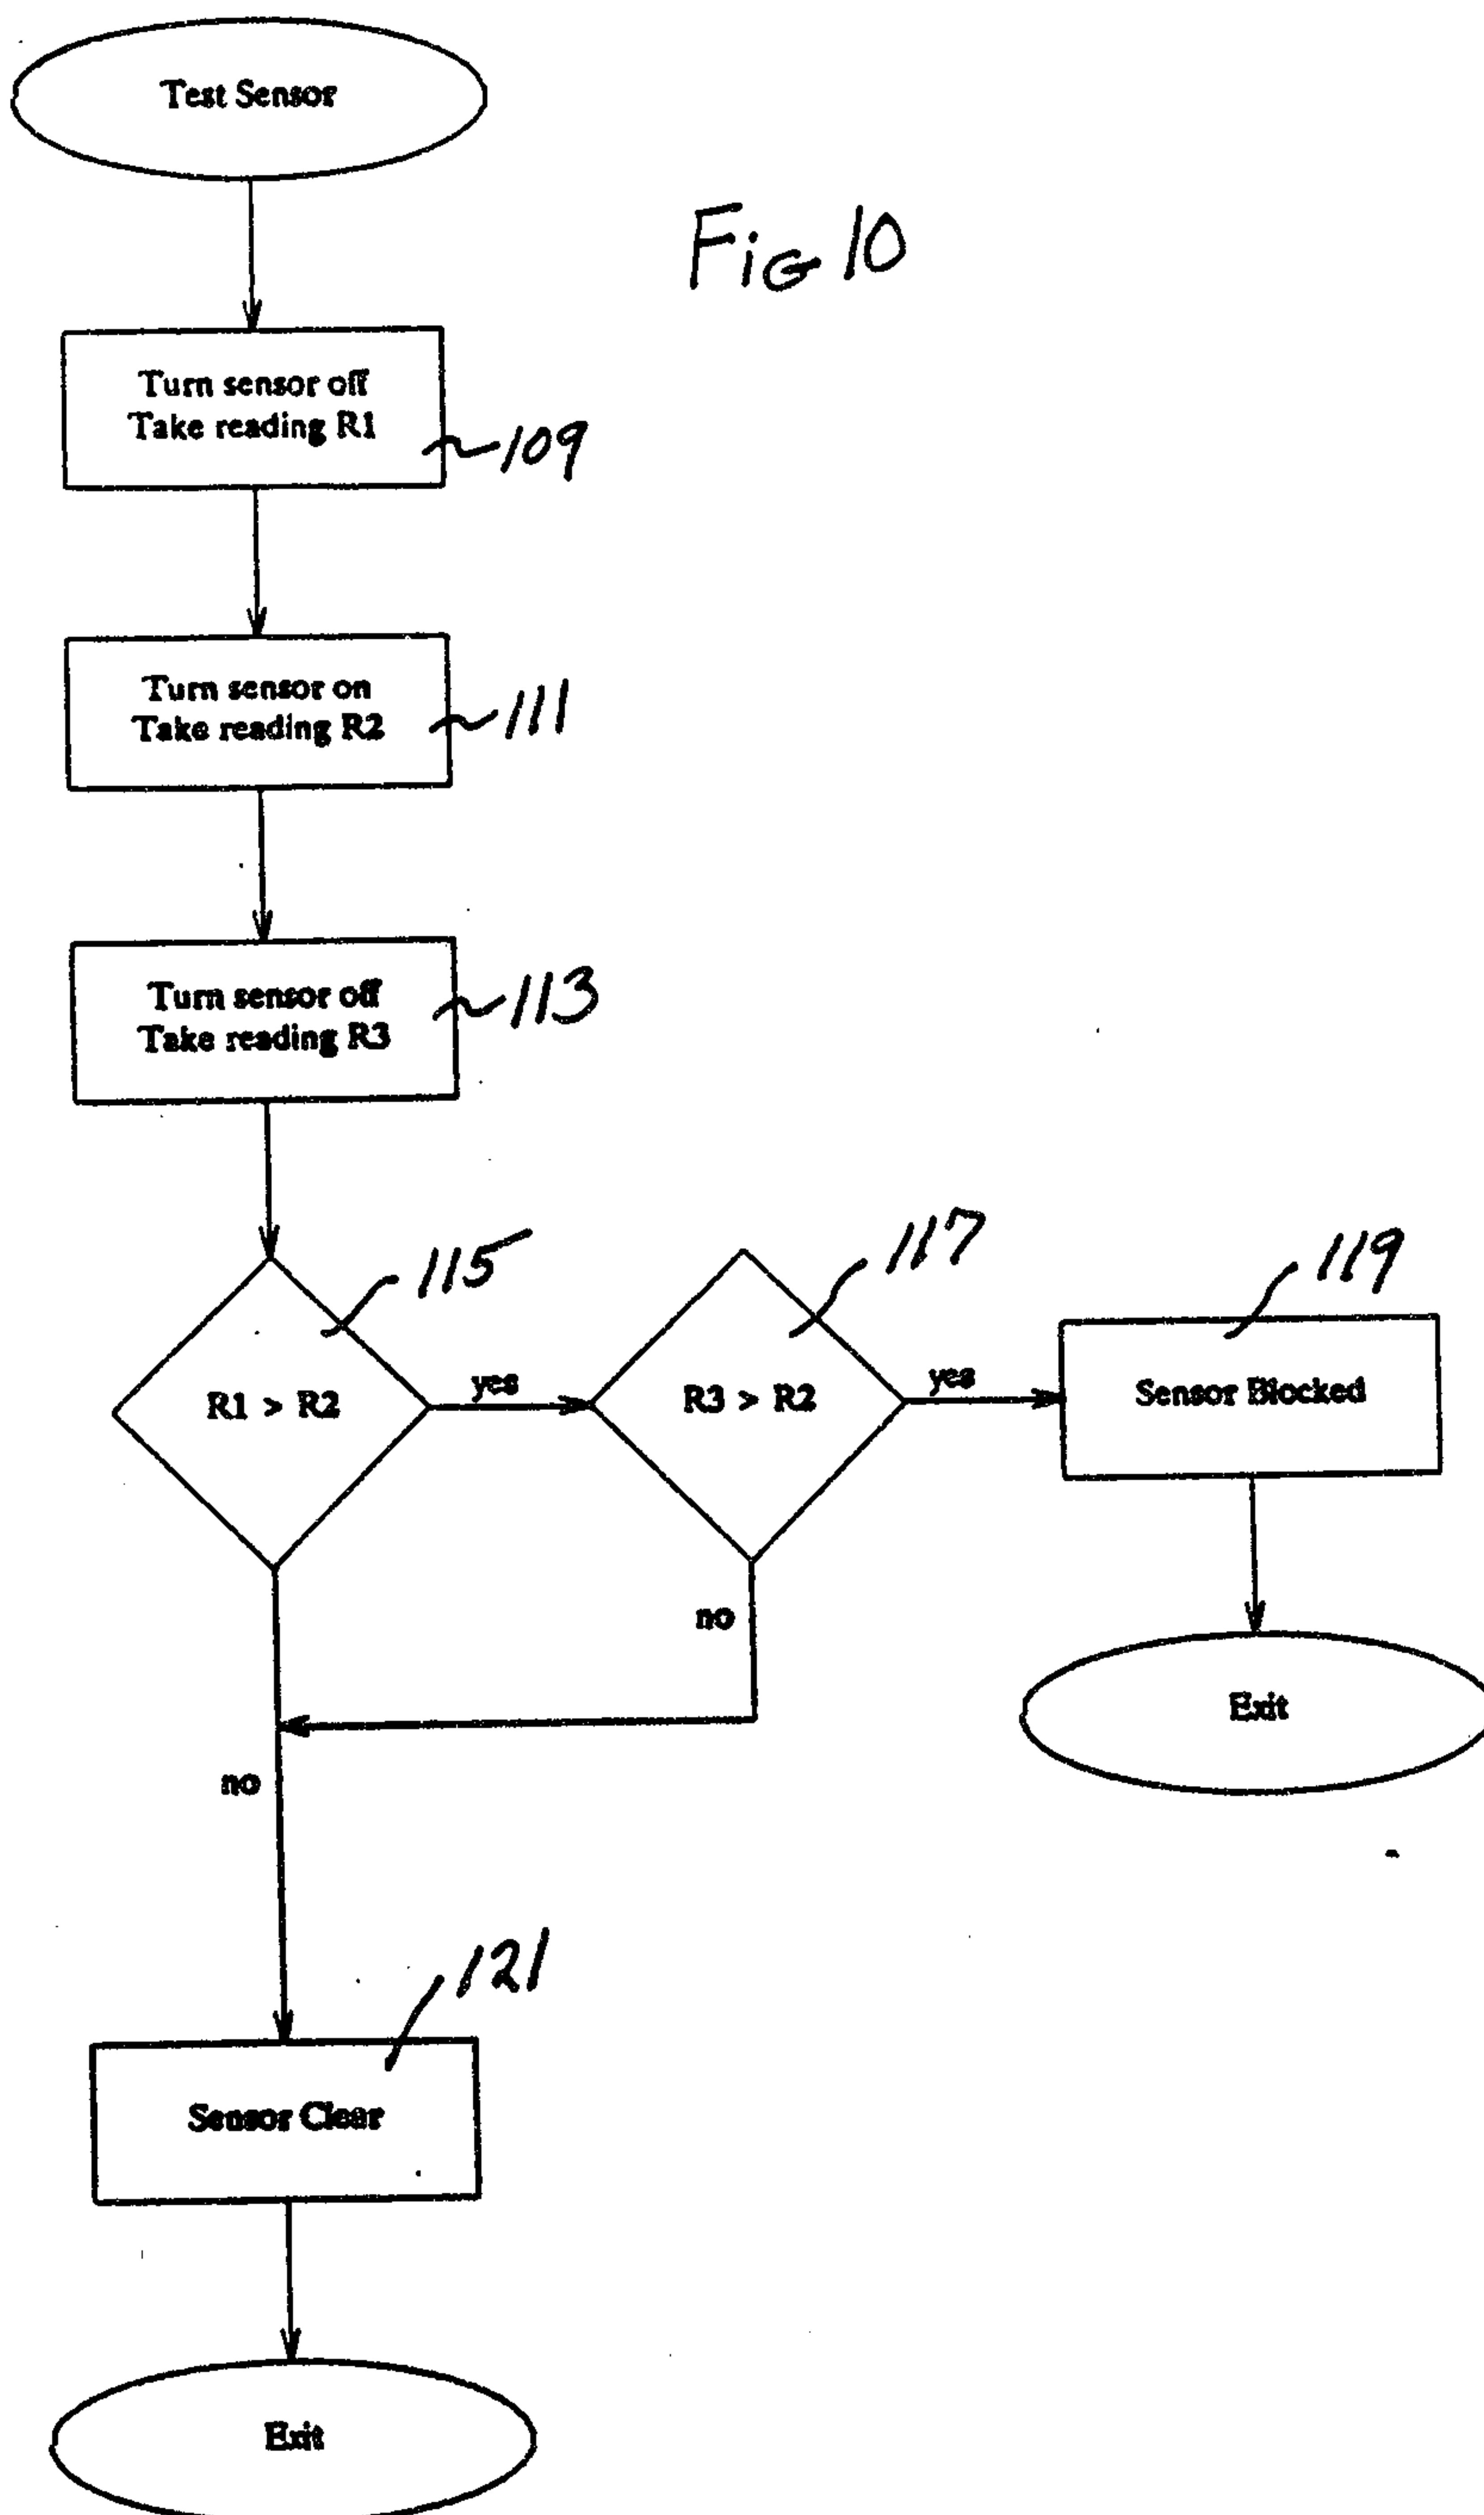 Test Sensor
Fig 10
Turn sensor off
Take reading R1
109
Turn sensor on
Take reading R2
111
Turn sensor off
Take reading R3
113
115
117
119
R1 > R2
yes
R3 > R2
yes
Sensor Blocked
no
Exit
no
121
Sensor Clear
Exit